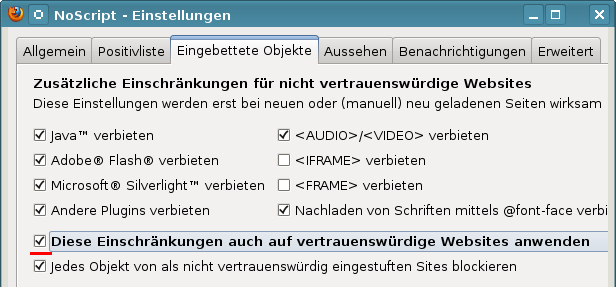 NoScript - Einstellungen
Allgemein Positivliste Eingebettete Objekte Aussehen Benachrichtigungen Erweitert
Zusätzliche Einschränkungen für nicht vertrauenswürdige Websites
Diese Einstellungen werden erst bei neuen oder (manuell) neu geladenen Seiten wirksam
Java™ verbieten <AUDIO>/<VIDEO> verbieten
Adobe® Flash® verbieten <IFRAME> verbieten
Microsoft® Silverlight™ verbieten <FRAME> verbieten
Andere Plugins verbieten Nachladen von Schriften mittels @font-face verbi
Diese Einschränkungen auch auf vertrauenswürdige Websites anwenden
Jedes Objekt von als nicht vertrauenswürdig eingestuften Sites blockieren